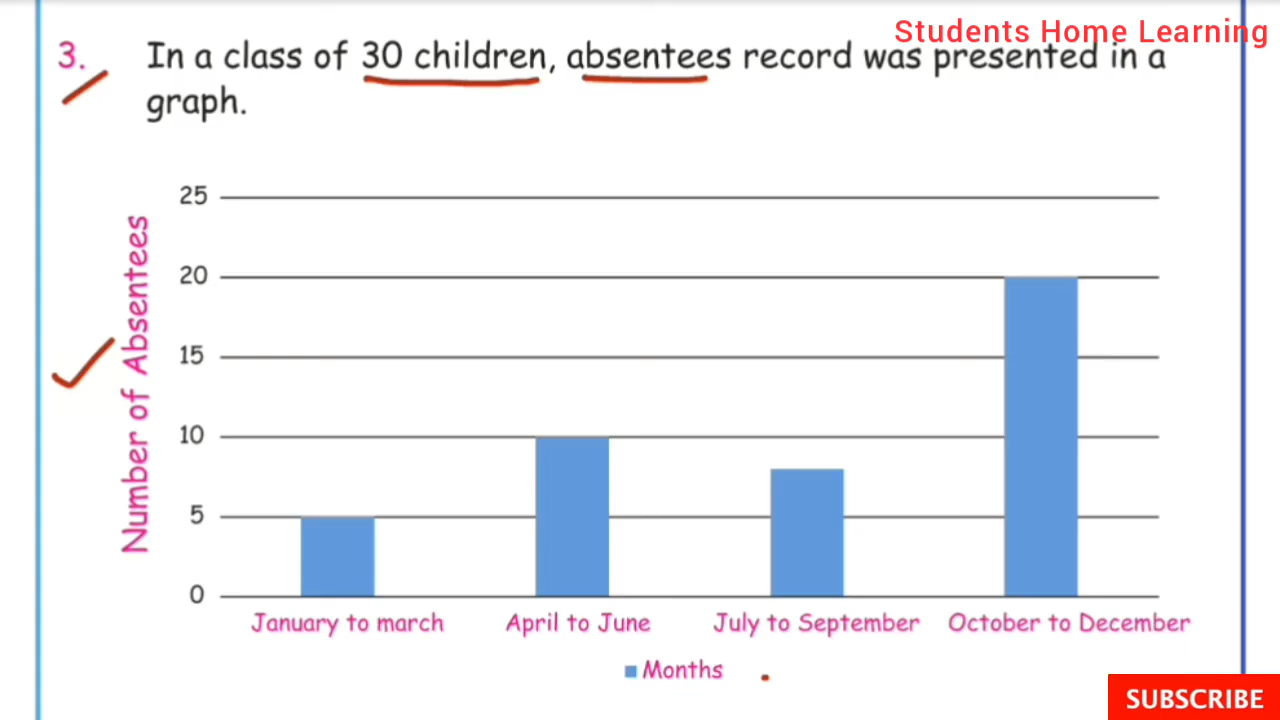 Students Home Learning
3. In a class of 30 children, absentees record was presented in a
graph.
Number of Absentees
25
20
15
10
5
0
January to march April to June July to September October to December
Months
SUBSCRIBE